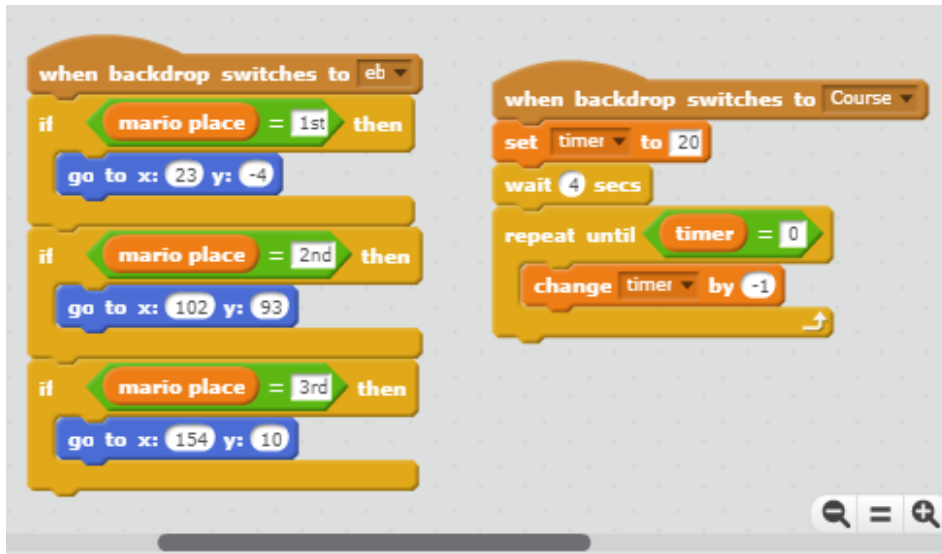 when backdrop switches to eb
if mario place = 1st then
go to x: 23 y: -4
if mario place = 2nd then
go to x: 102 y: 93
if mario place = 3rd then
go to x: 154 y: 10
when backdrop switches to Course
set timer to 20
wait 4 secs
repeat until timer = 0
change timer by -1